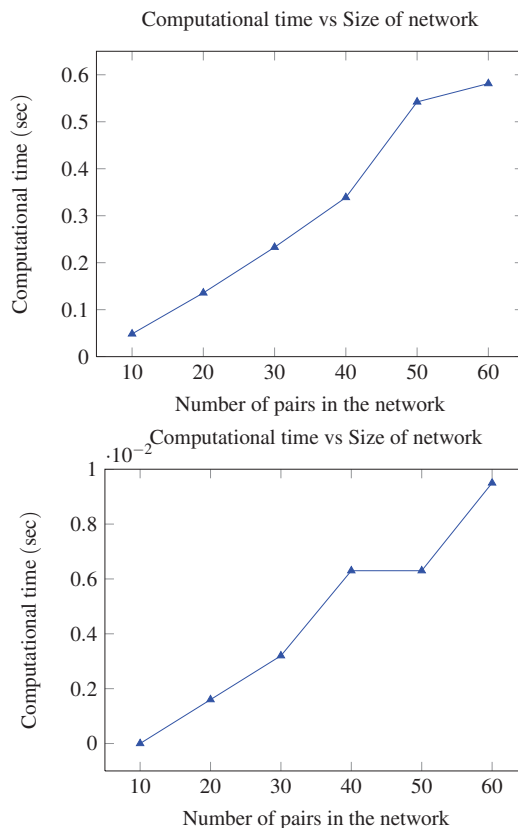 Computational time vs Size of network
0.6
0.5
0.4
0.3
0.2
0.1
0
Computational time (sec)
10 20 30 40 50 60
Number of pairs in the network
Computational time vs Size of network
·10−2
1
0.8
0.6
0.4
0.2
0
Computational time (sec)
10 20 30 40 50 60
Number of pairs in the network